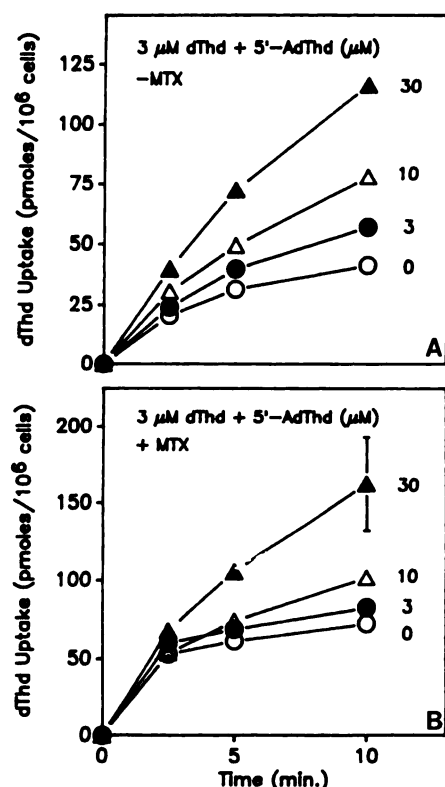 3 μM dThd + 5'-AdThd (μM)
-MTX
dThd Uptake (pmoles/10⁶ cells)
125
100
75
50
25
0
30
10
3
0
A
3 μM dThd + 5'-AdThd (μM)
+ MTX
dThd Uptake (pmoles/10⁶ cells)
200
150
100
50
0
30
10
3
0
B
0 5 10
Time (min.)